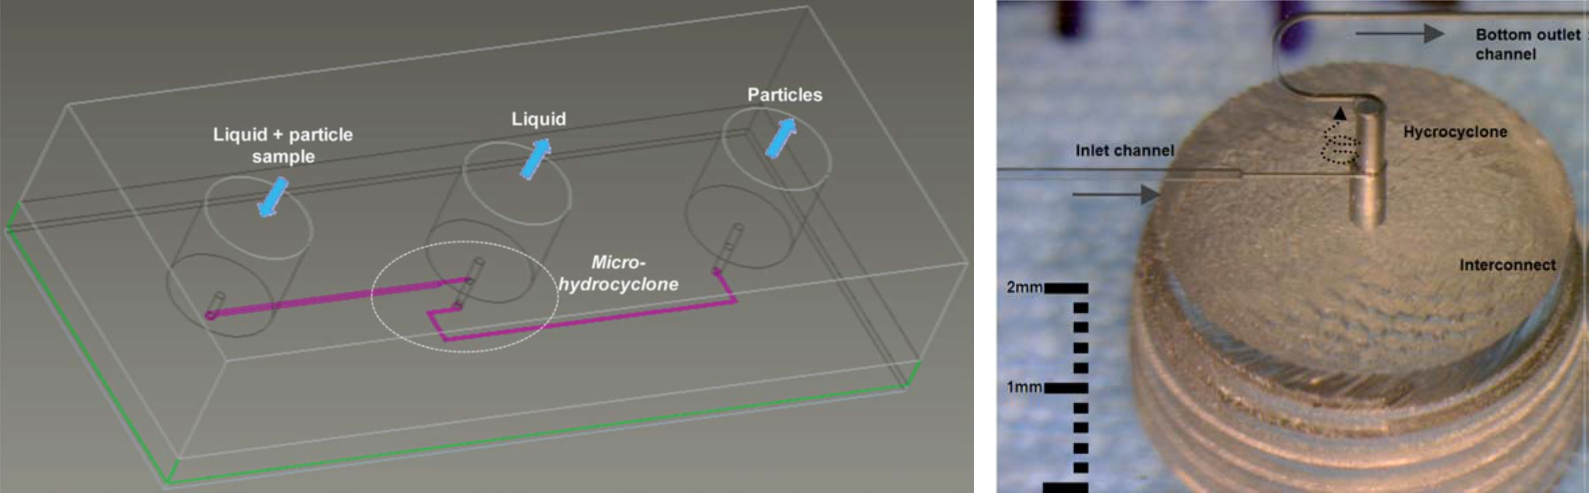 Liquid + particle
sample
Liquid
Particles
Micro-
hydrocyclone
Bottom outlet
channel
Hycrocyclone
Inlet channel
Interconnect
2mm
1mm